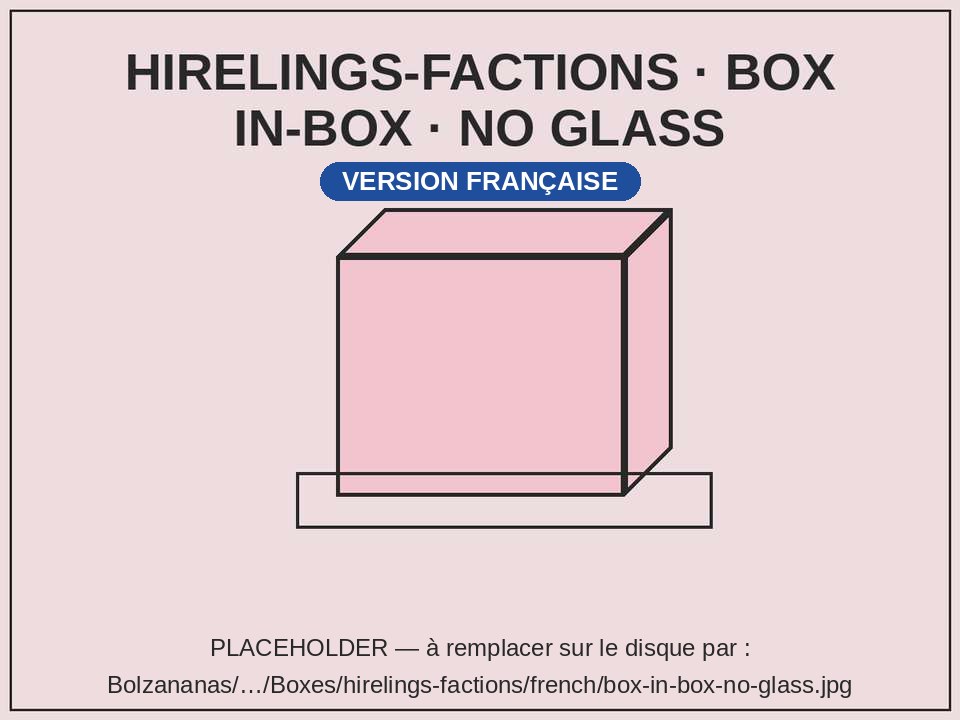 HIRELINGS-FACTIONS · BOX
IN-BOX · NO GLASS
VERSION FRANÇAISE
PLACEHOLDER — à remplacer sur le disque par :
Bolzananas/…/Boxes/hirelings-factions/french/box-in-box-no-glass.jpg